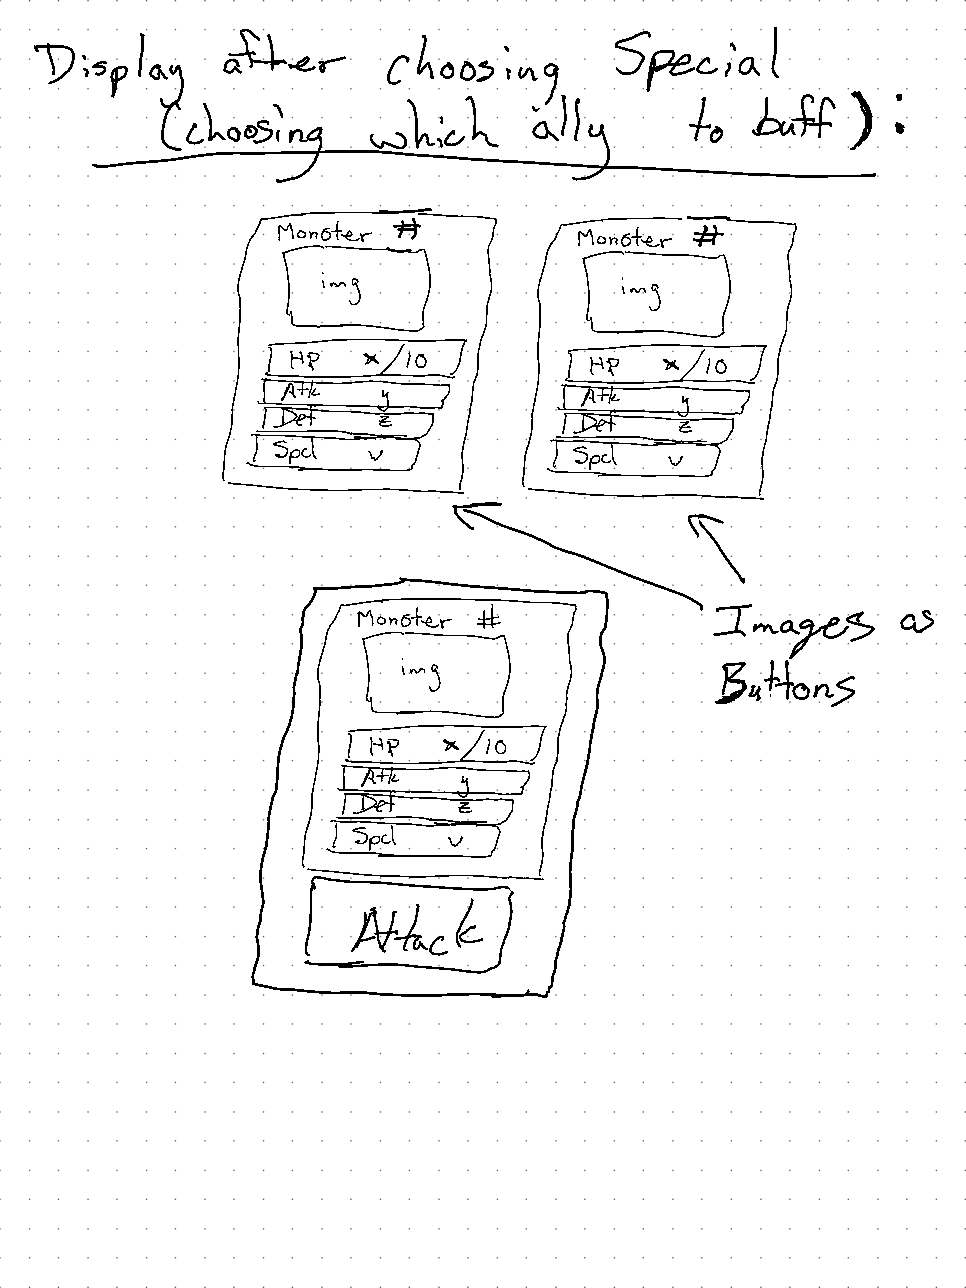 Display after choosing Special
(choosing which ally to buff):
Monster #
img
HP x/10
Atk y
Def z
Spcl v
Monster #
img
HP x/10
Atk y
Def z
Spcl v
Images as
Buttons
Monster #
img
HP x/10
Atk y
Def z
Spcl v
Attack